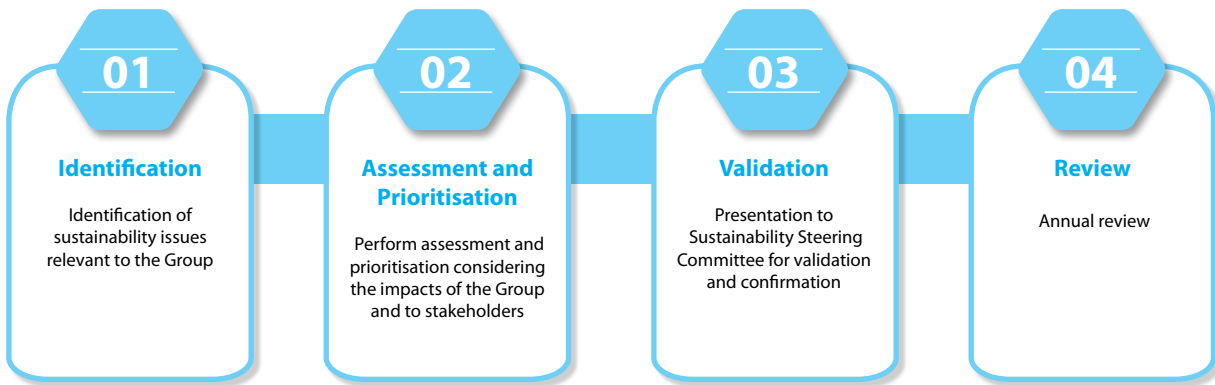 01
Identification
Identification of
sustainability issues
relevant to the Group
02
Assessment and
Prioritisation
Perform assessment and
prioritisation considering
the impacts of the Group
and to stakeholders
03
Validation
Presentation to
Sustainability Steering
Committee for validation
and confirmation
04
Review
Annual review